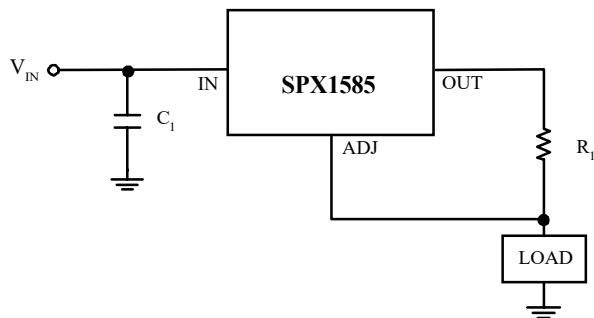 V_IN
IN
SPX1585
OUT
C_1
ADJ
R_1
LOAD